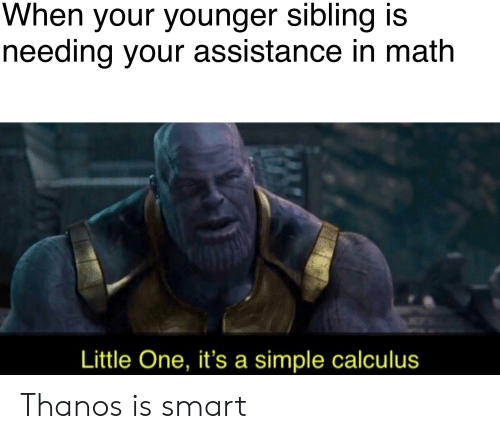 When your younger sibling is
needing your assistance in math
Little One, it's a simple calculus
Thanos is smart